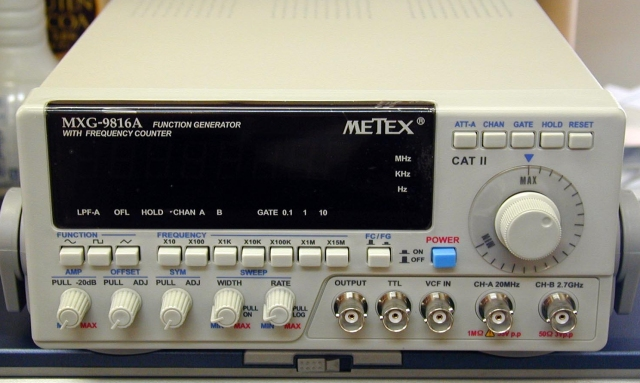 MXG-9816A FUNCTION GENERATOR
WITH FREQUENCY COUNTER
METEX®
MHz
KHz
Hz
LPF-A OFL HOLD CHAN A B GATE 0.1 1 10
ATT-A CHAN GATE HOLD RESET
CAT II
MAX
MIN
FUNCTION FREQUENCY FC/FG
X10 X100 X1K X10K X100K X1M X15M
ON
OFF
POWER
AMP OFFSET SYM SWEEP
PULL -20dB PULL ADJ PULL ADJ WIDTH RATE
PULL ON
PULL LOG
MIN MAX MIN MAX MIN MAX
OUTPUT TTL VCF IN CH-A 20MHz CH-B 2.7GHz
1MΩ
50Ω 3Vp.p